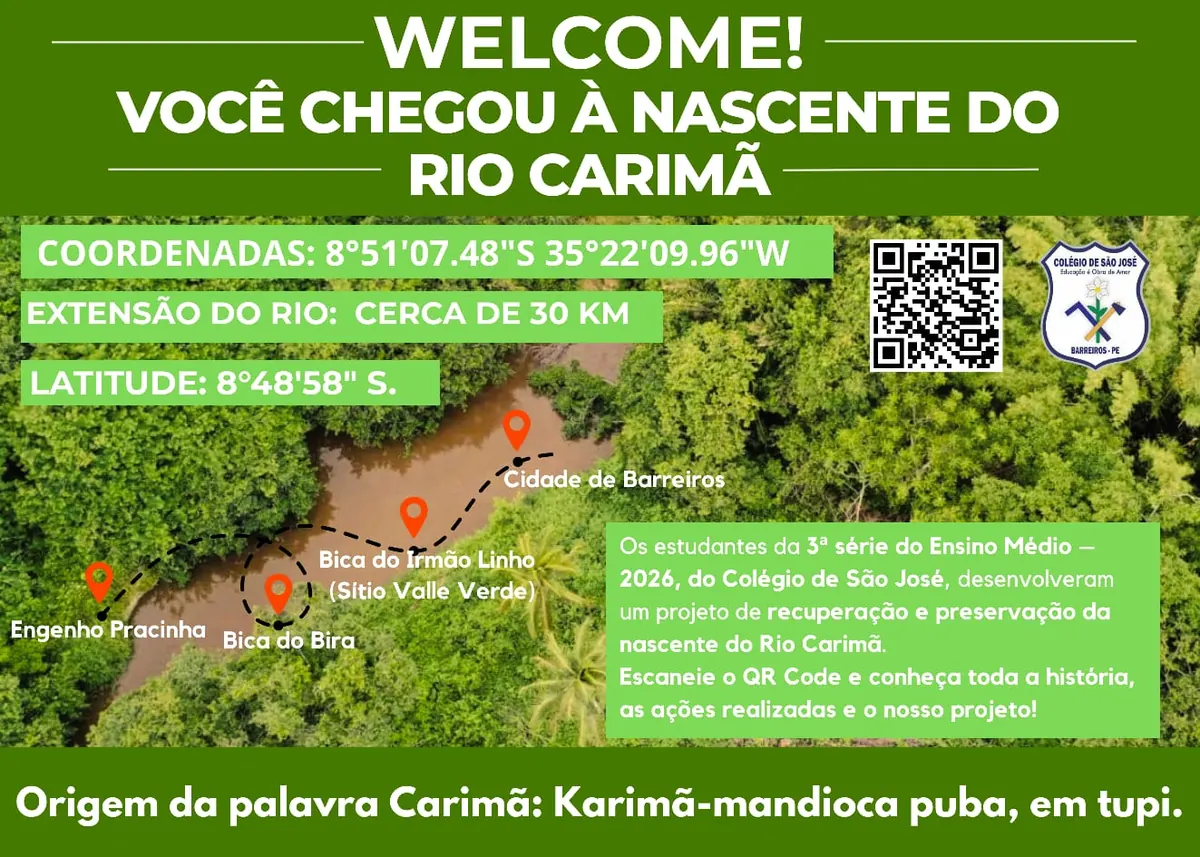 WELCOME!
VOCÊ CHEGOU À NASCENTE DO
RIO CARIMÃ
COORDENADAS: 8°51'07.48"S 35°22'09.96"W
EXTENSÃO DO RIO: CERCA DE 30 KM
LATITUDE: 8°48'58" S.
COLÉGIO DE SÃO JOSÉ
Educação é Obra de Amor
BARREIROS - PE
Cidade de Barreiros
Bica do Irmão Linho
(Sítio Valle Verde)
Engenho Pracinha
Bica do Bira
Os estudantes da 3ª série do Ensino Médio –
2026, do Colégio de São José, desenvolveram
um projeto de recuperação e preservação da
nascente do Rio Carimã.
Escaneie o QR Code e conheça toda a história,
as ações realizadas e o nosso projeto!
Origem da palavra Carimã: Karimã-mandioca puba, em tupi.